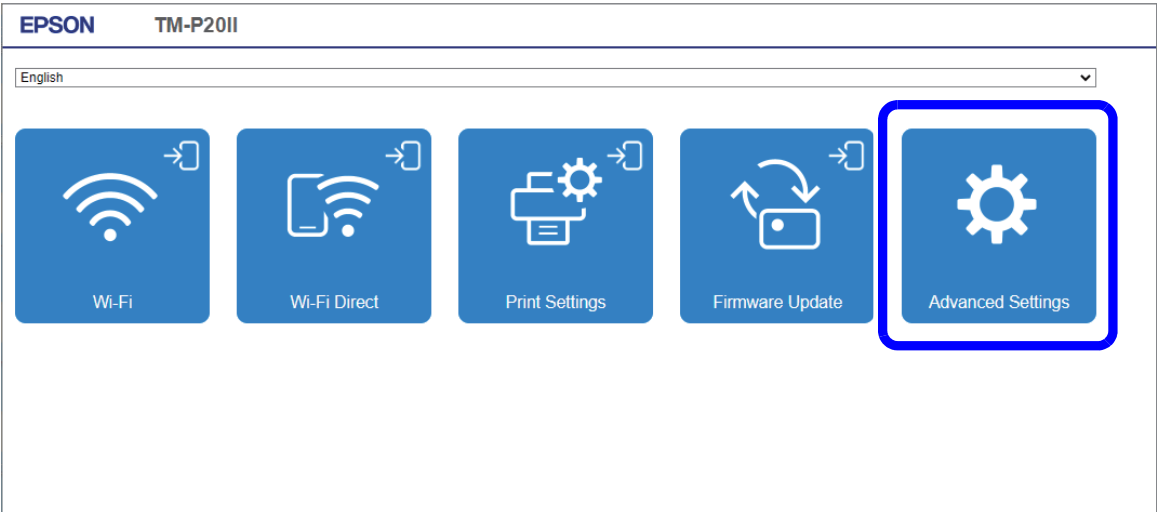 EPSON TM-P20II
English
Wi-Fi
Wi-Fi Direct
Print Settings
Firmware Update
Advanced Settings